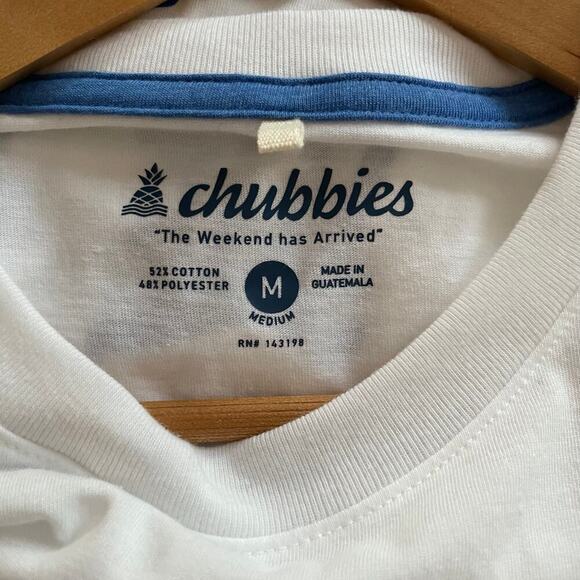 chubbies
"The Weekend has Arrived"
52% COTTON
48% POLYESTER
M
MEDIUM
MADE IN
GUATEMALA
RN# 143198